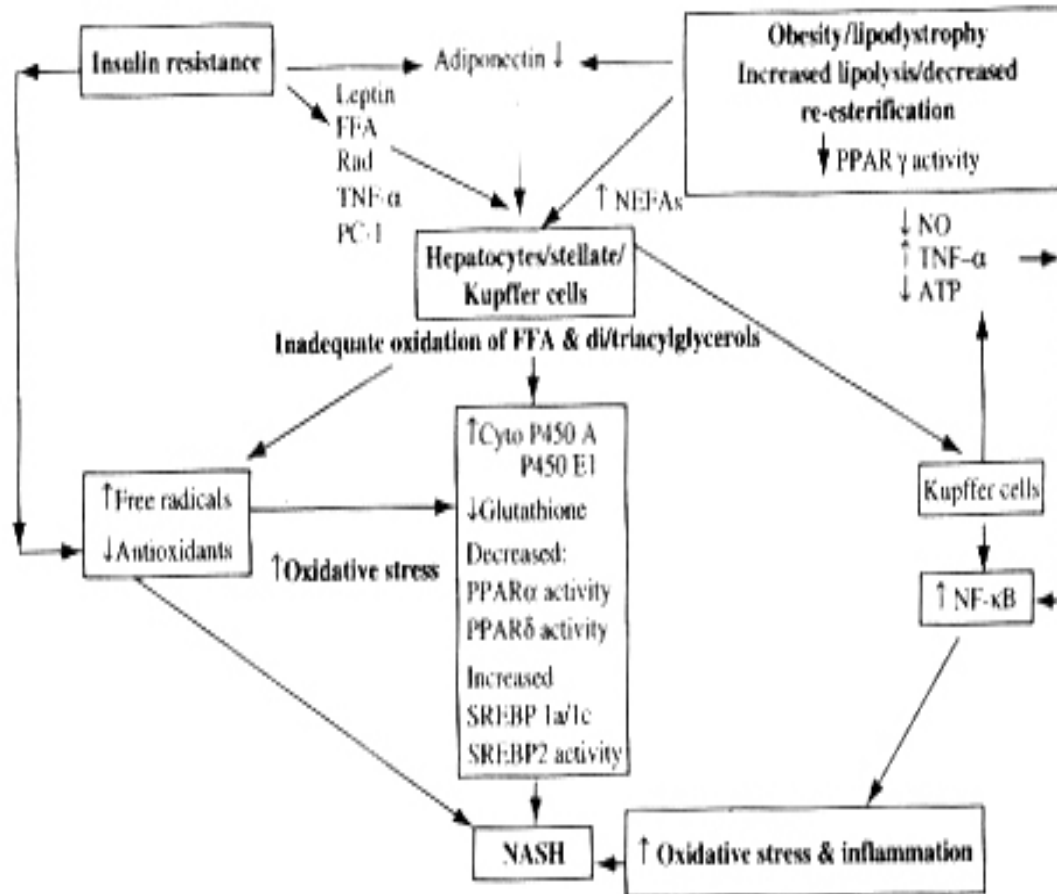 Insulin resistance
Adiponectin ↓
Obesity/lipodystrophy
Increased lipolysis/decreased
re-esterification
↓ PPAR γ activity
Leptin
FFA
Rad
TNF-α
PC-1
↑ NEFAs
↓ NO
↑ TNF-α
↓ ATP
Hepatocytes/stellate/
Kupffer cells
Inadequate oxidation of FFA & di/triacylglycerols
↑Cyto P450 A
P450 E1
↓Glutathione
Decreased:
PPARα activity
PPARδ activity
Increased
SREBP 1a/1c
SREBP2 activity
↑Free radicals
↓Antioxidants
↑Oxidative stress
Kupffer cells
↑ NF-κB
NASH
↑ Oxidative stress & inflammation